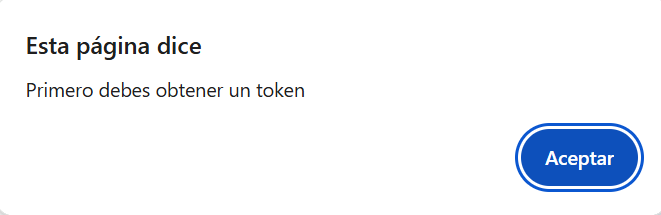 Esta página dice
Primero debes obtener un token
Aceptar